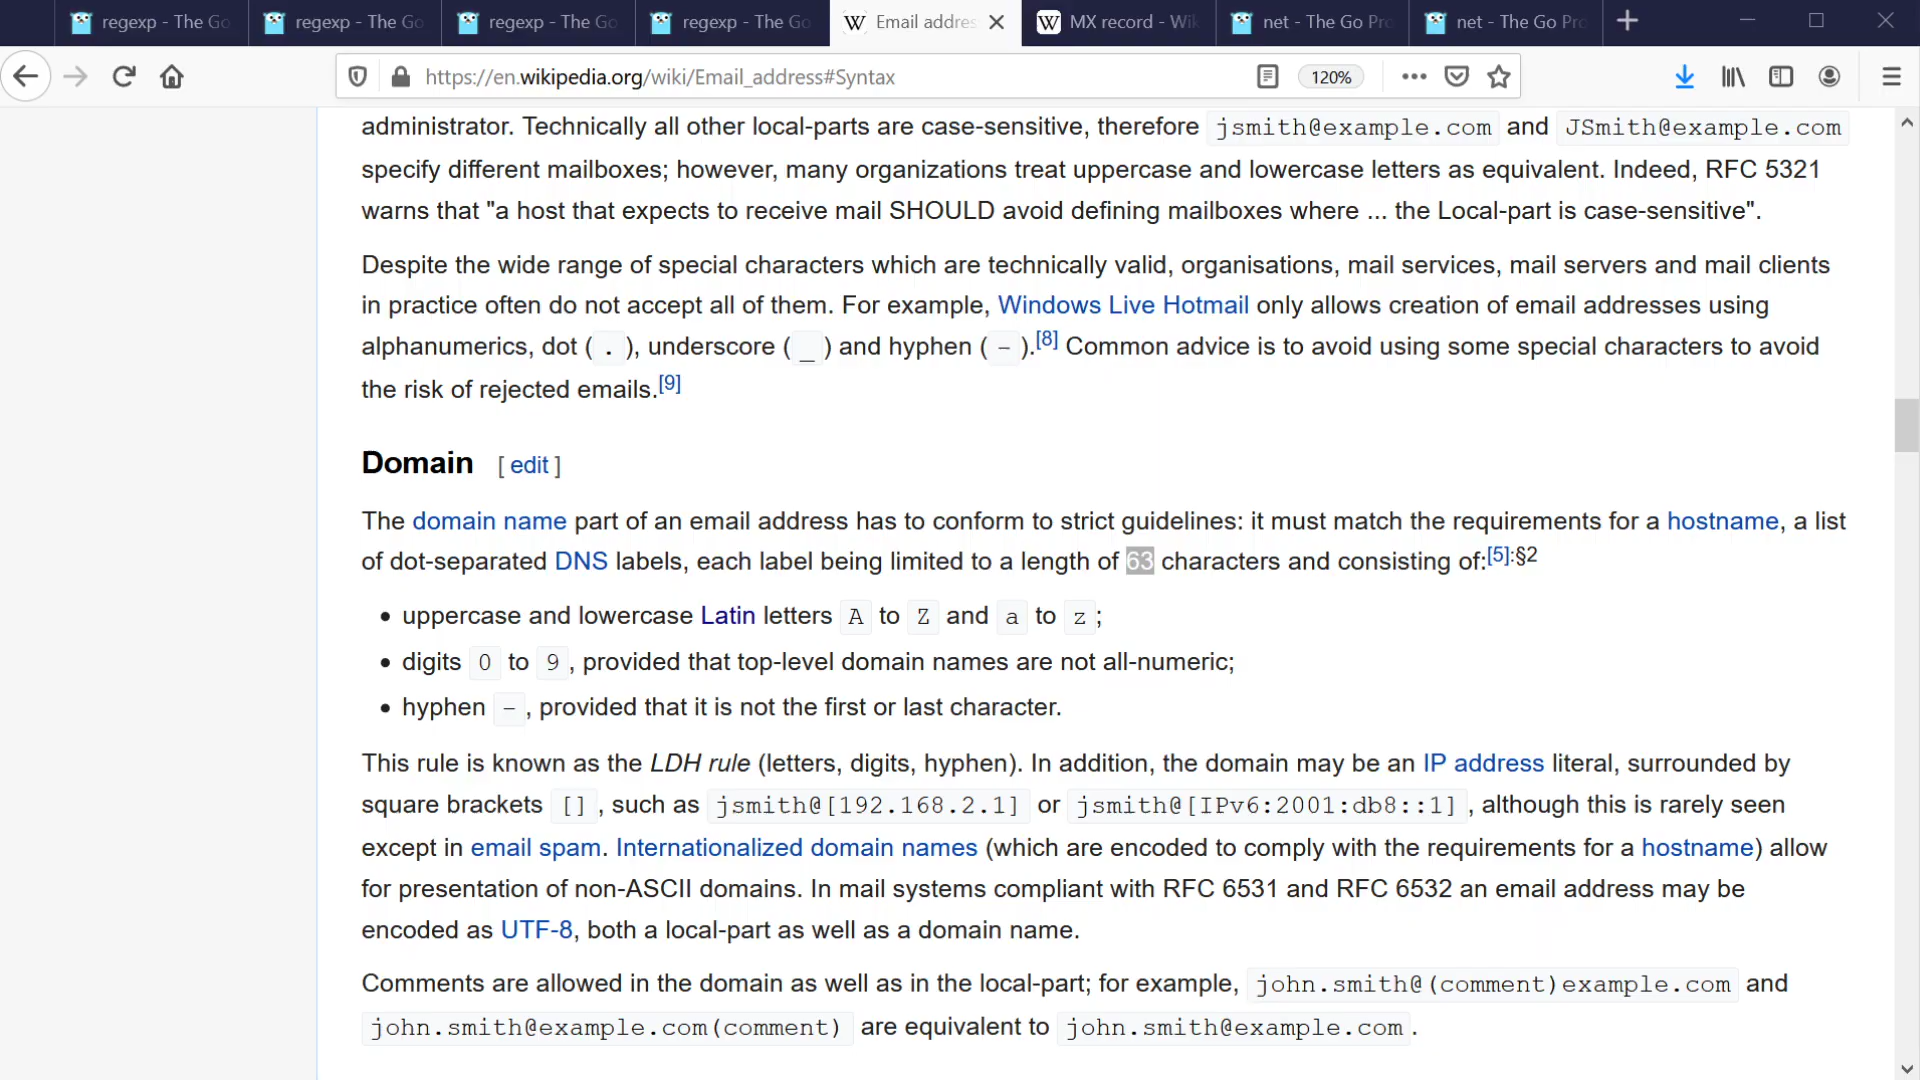 regexp - The Go
regexp - The Go
regexp - The Go
regexp - The Go
Email addres
MX record - Wik
net - The Go Pro
net - The Go Pro
https://en.wikipedia.org/wiki/Email_address#Syntax
120%
administrator. Technically all other local-parts are case-sensitive, therefore jsmith@example.com and JSmith@example.com
specify different mailboxes; however, many organizations treat uppercase and lowercase letters as equivalent. Indeed, RFC 5321
warns that "a host that expects to receive mail SHOULD avoid defining mailboxes where ... the Local-part is case-sensitive".
Despite the wide range of special characters which are technically valid, organisations, mail services, mail servers and mail clients
in practice often do not accept all of them. For example, Windows Live Hotmail only allows creation of email addresses using
alphanumerics, dot ( . ), underscore ( _ ) and hyphen ( - ).[8] Common advice is to avoid using some special characters to avoid
the risk of rejected emails.[9]
Domain [ edit ]
The domain name part of an email address has to conform to strict guidelines: it must match the requirements for a hostname, a list
of dot-separated DNS labels, each label being limited to a length of 63 characters and consisting of:[5]:§2
• uppercase and lowercase Latin letters A to Z and a to z;
• digits 0 to 9, provided that top-level domain names are not all-numeric;
• hyphen -, provided that it is not the first or last character.
This rule is known as the LDH rule (letters, digits, hyphen). In addition, the domain may be an IP address literal, surrounded by
square brackets [], such as jsmith@[192.168.2.1] or jsmith@[IPv6:2001:db8::1], although this is rarely seen
except in email spam. Internationalized domain names (which are encoded to comply with the requirements for a hostname) allow
for presentation of non-ASCII domains. In mail systems compliant with RFC 6531 and RFC 6532 an email address may be
encoded as UTF-8, both a local-part as well as a domain name.
Comments are allowed in the domain as well as in the local-part; for example, john.smith@(comment)example.com and
john.smith@example.com(comment) are equivalent to john.smith@example.com.